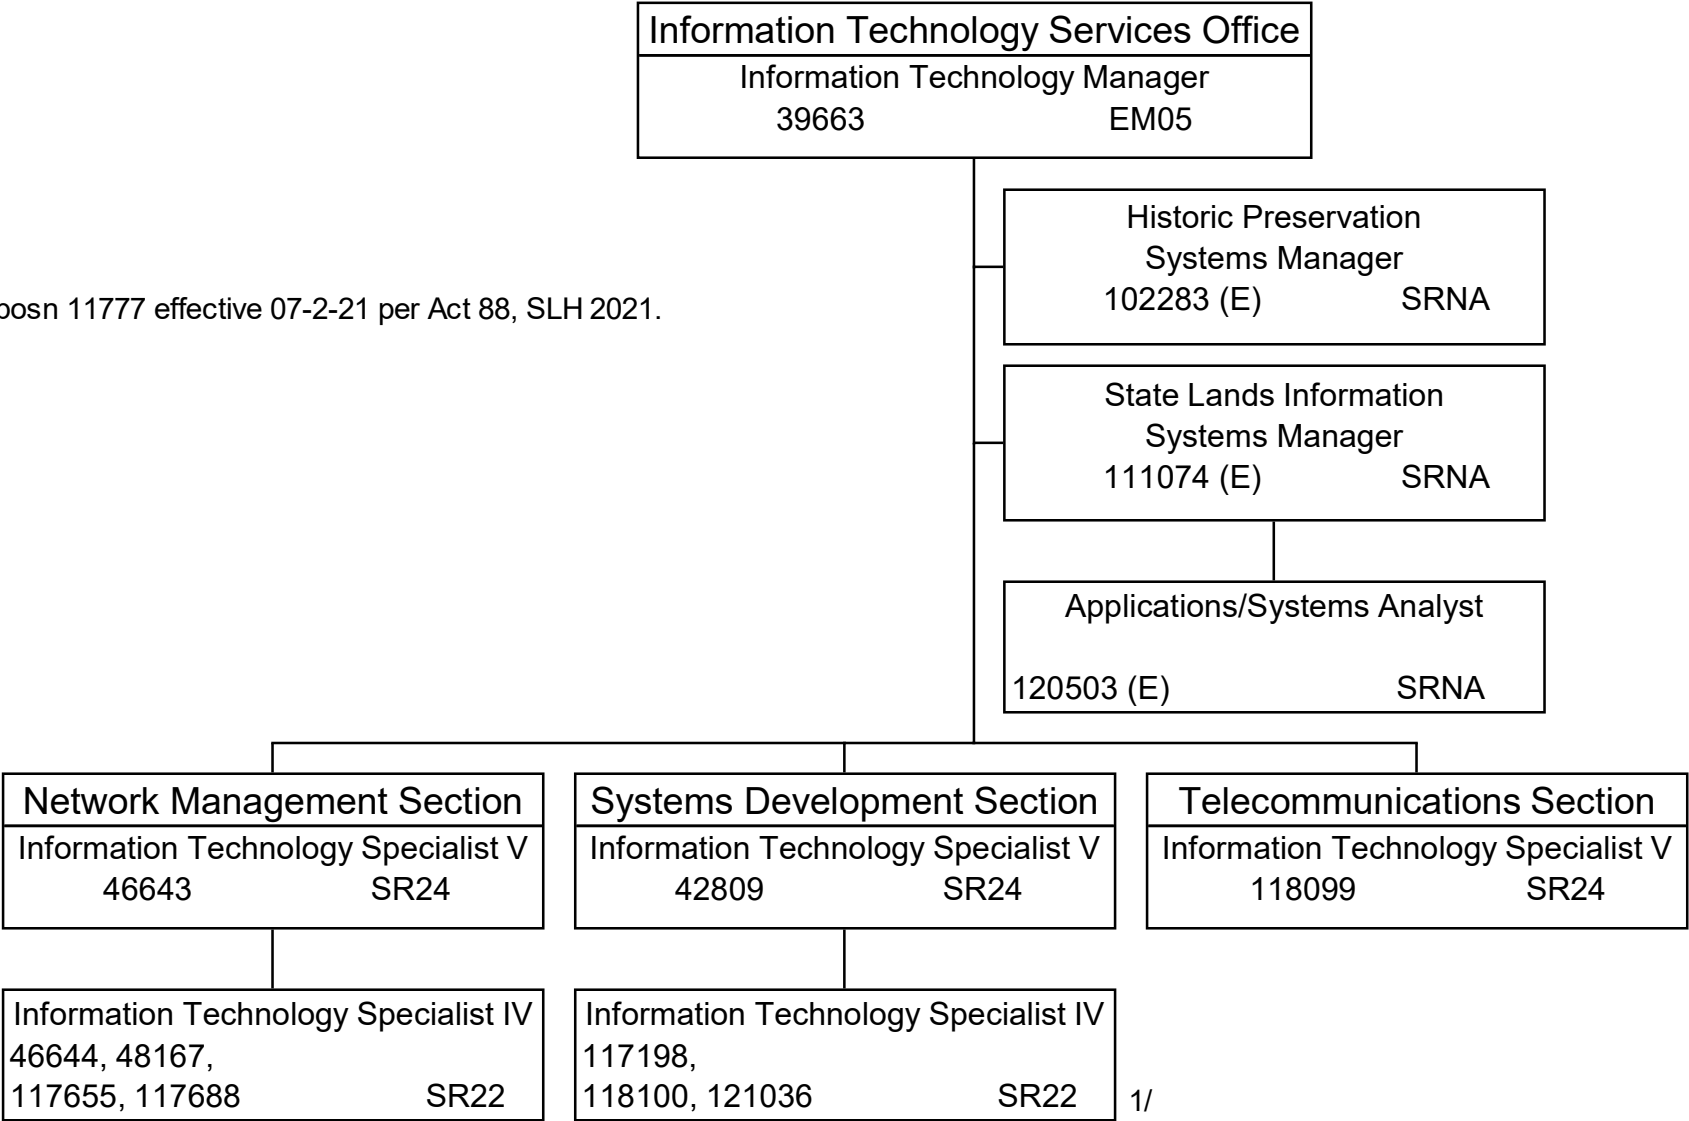 Information Technology Services Office
Information Technology Manager
39663 EM05
Historic Preservation
Systems Manager
102283 (E) SRNA
posn 11777 effective 07-2-21 per Act 88, SLH 2021.
State Lands Information
Systems Manager
111074 (E) SRNA
Applications/Systems Analyst
120503 (E) SRNA
Network Management Section
Information Technology Specialist V
46643 SR24
Systems Development Section
Information Technology Specialist V
42809 SR24
Telecommunications Section
Information Technology Specialist V
118099 SR24
Information Technology Specialist IV
46644, 48167,
117655, 117688 SR22
Information Technology Specialist IV
117198,
118100, 121036 SR22 1/